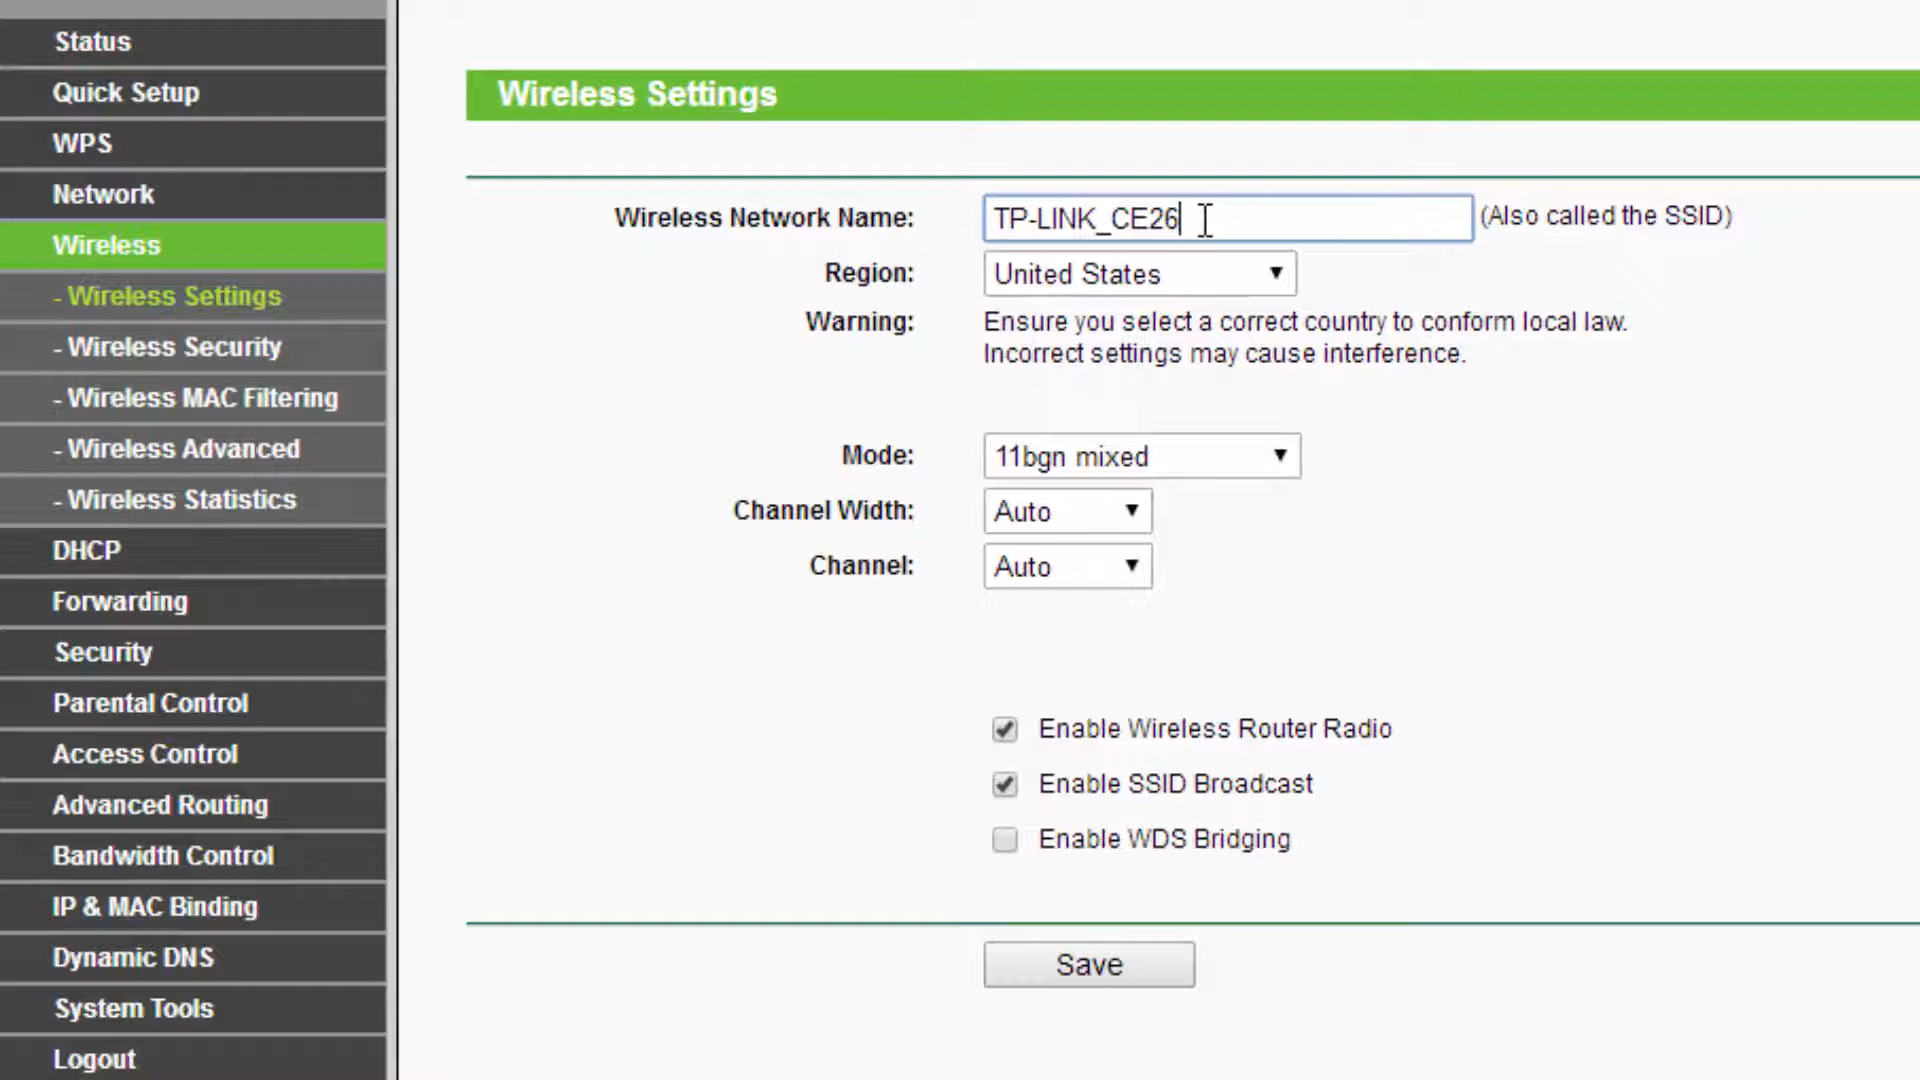 Status
Quick Setup
WPS
Network
Wireless
- Wireless Settings
- Wireless Security
- Wireless MAC Filtering
- Wireless Advanced
- Wireless Statistics
DHCP
Forwarding
Security
Parental Control
Access Control
Advanced Routing
Bandwidth Control
IP & MAC Binding
Dynamic DNS
System Tools
Logout
Wireless Settings
Wireless Network Name: TP-LINK_CE26 (Also called the SSID)
Region: United States
Warning: Ensure you select a correct country to conform local law.
Incorrect settings may cause interference.
Mode: 11bgn mixed
Channel Width: Auto
Channel: Auto
Enable Wireless Router Radio
Enable SSID Broadcast
Enable WDS Bridging
Save